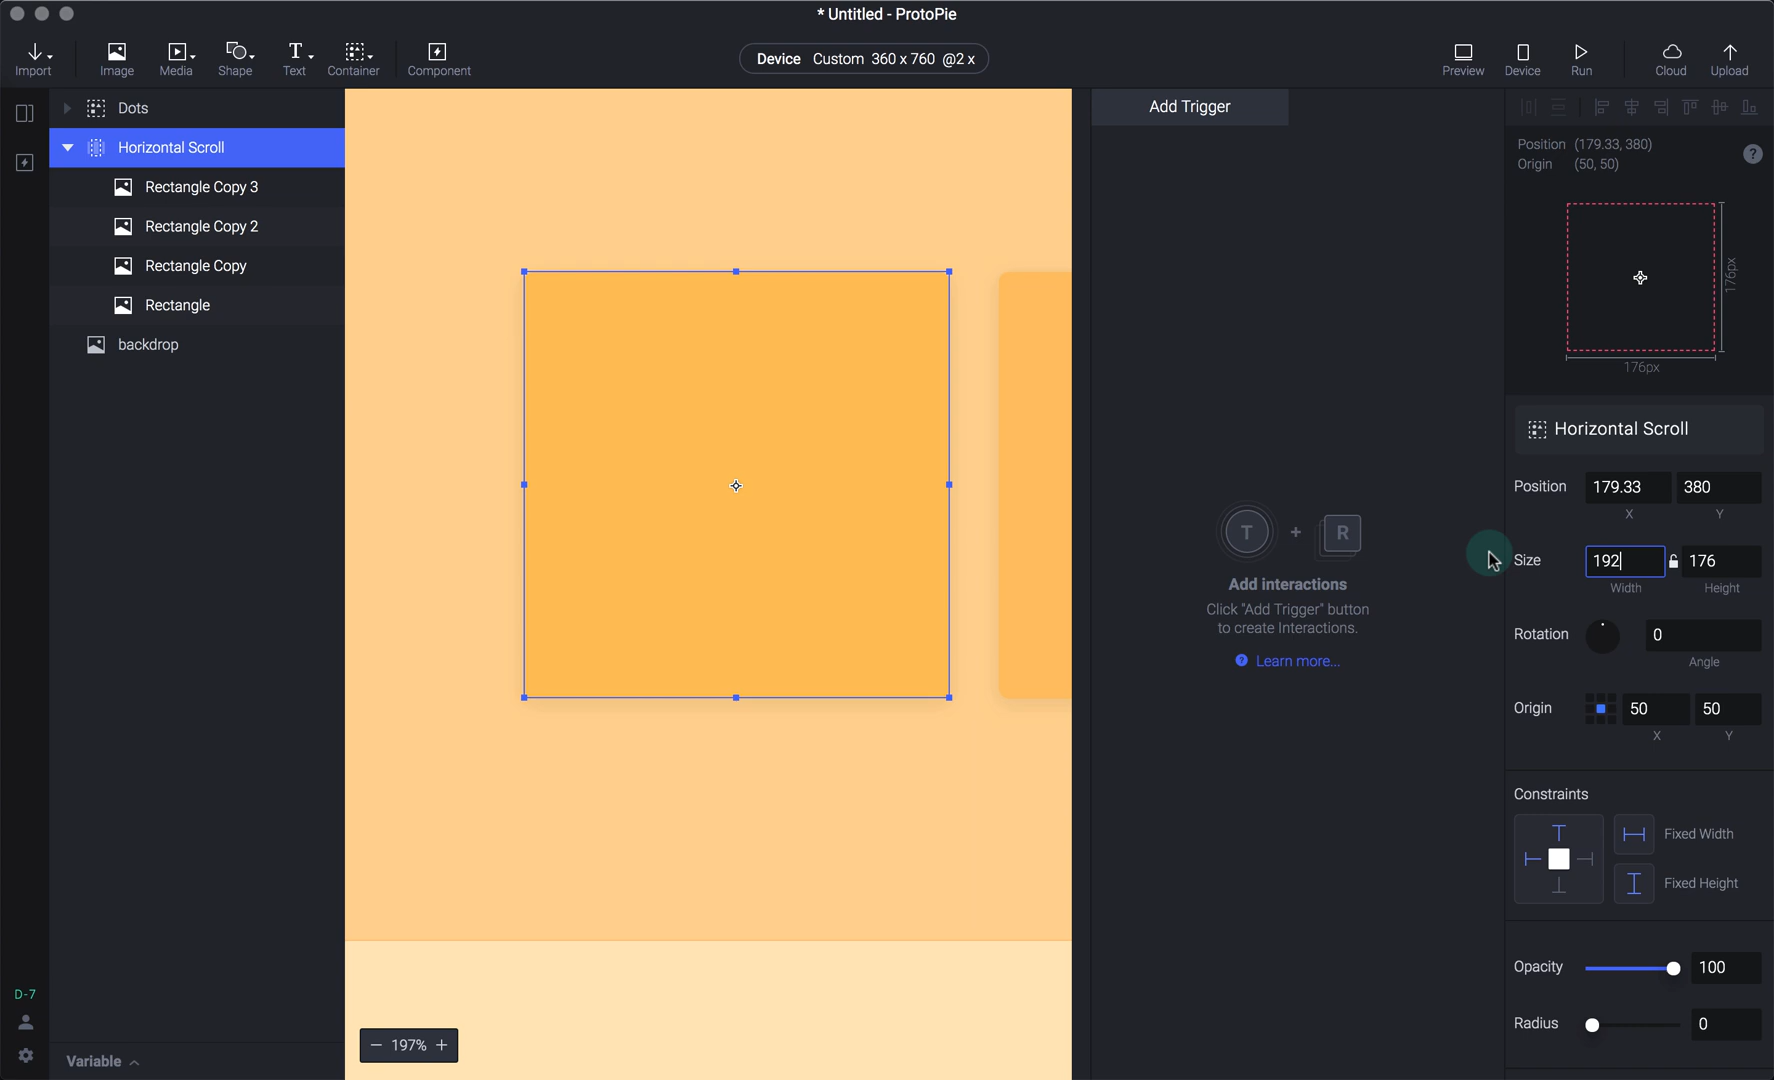 * Untitled - ProtoPie
Import
Image
Media
Shape
T
Text
Container
Component
Device Custom 360 x 760 @2 x
Preview
Device
Run
Cloud
Upload
Dots
Horizontal Scroll
Rectangle Copy 3
Rectangle Copy 2
Rectangle Copy
Rectangle
backdrop
D-7
Variable
− 197% +
Add Trigger
T + R
Add interactions
Click "Add Trigger" button
to create Interactions.
? Learn more...
Position (179.33, 380)
Origin (50, 50)
?
176px
176px
Horizontal Scroll
Position 179.33 380
X Y
Size 192 176
Width Height
Rotation 0
Angle
Origin 50 50
X Y
Constraints
Fixed Width
Fixed Height
Opacity 100
Radius 0